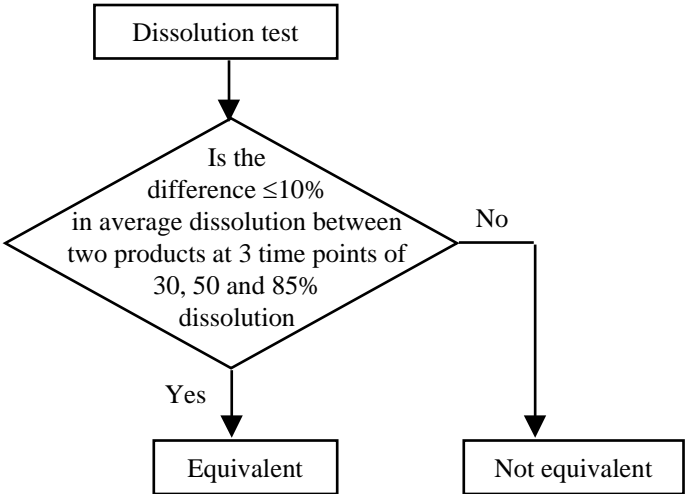 Dissolution test
Is the
difference ≤10%
in average dissolution between
two products at 3 time points of
30, 50 and 85%
dissolution
No
Yes
Equivalent
Not equivalent